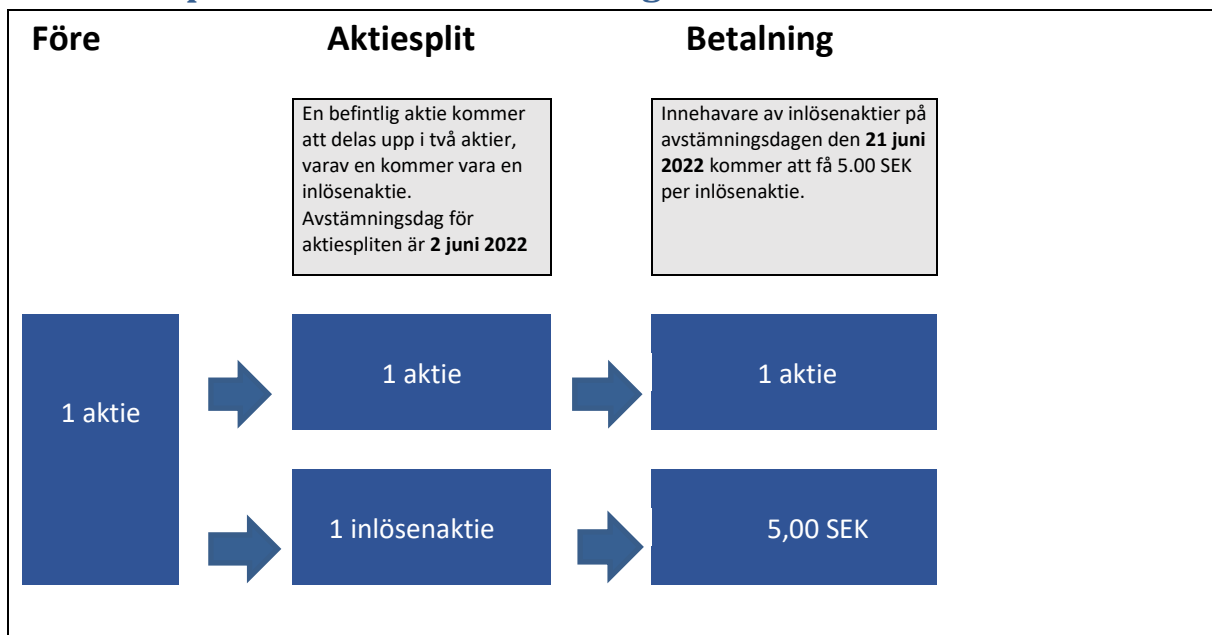 Före
Aktiesplit
Betalning
En befintlig aktie kommer
att delas upp i två aktier,
varav en kommer vara en
inlösenaktie.
Avstämningsdag för
aktiespliten är 2 juni 2022
Innehavare av inlösenaktier på
avstämningsdagen den 21 juni
2022 kommer att få 5.00 SEK
per inlösenaktie.
1 aktie
1 aktie
1 aktie
1 inlösenaktie
5,00 SEK